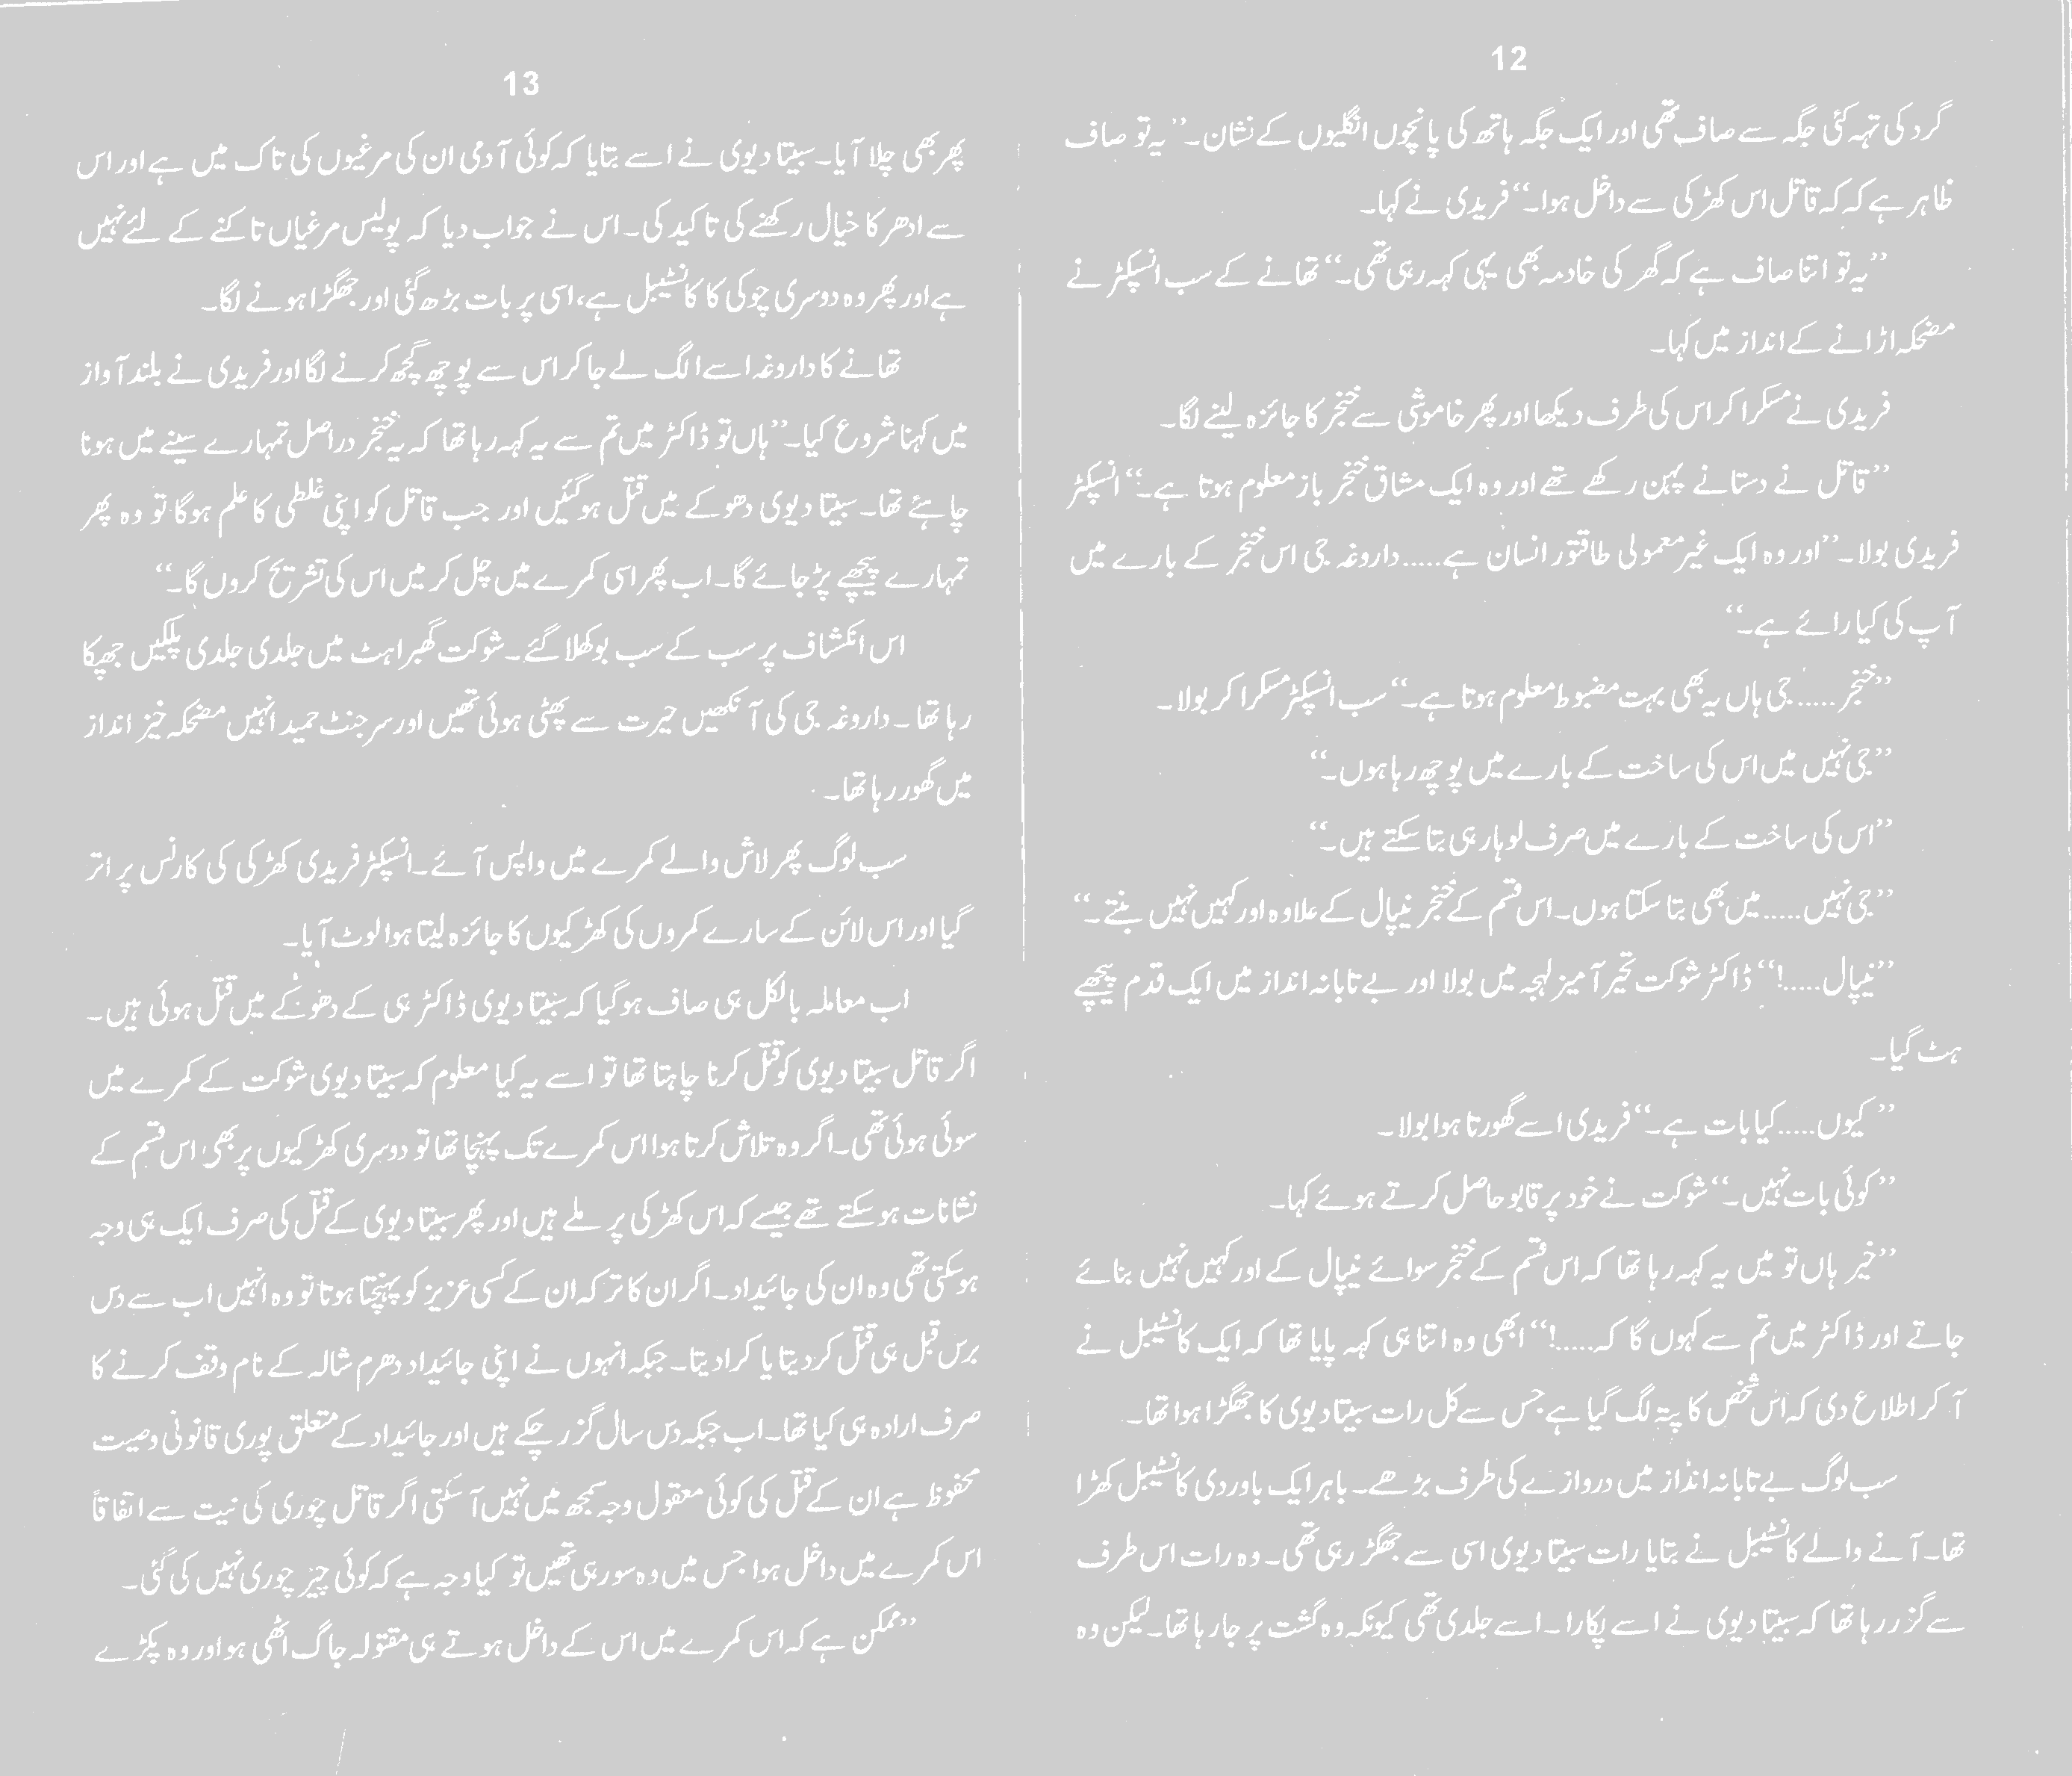 12
گرد کی تہہ کئی جگہ سے صاف تھی اور ایک جگہ ہاتھ کی پانچوں انگلیوں کے نشان۔ ”یہ تو صاف
ظاہر ہے کہ کہ قاتل اس کھڑکی سے داخل ہوا۔“ فریدی نے کہا۔
”یہ تو اتنا صاف ہے کہ گھر کی خادمہ بھی یہی کہہ رہی تھی۔“ تھانے کے سب انسپکٹر نے
مضحکہ اڑانے کے انداز میں کہا۔
فریدی نے مسکرا کر اس کی طرف دیکھا اور پھر خاموشی سے خنجر کا جائزہ لینے لگا۔
”قاتل نے دستانے پہن رکھے تھے اور وہ ایک مشاق خنجر باز معلوم ہوتا ہے۔“ انسپکٹر
فریدی بولا۔ ”اور وہ ایک غیر معمولی طاقتور انسان ہے..... داروغہ جی اس خنجر کے بارے میں
آپ کی کیا رائے ہے۔“
”خنجر..... جی ہاں یہ بھی بہت مضبوط معلوم ہوتا ہے۔“ سب انسپکٹر مسکرا کر بولا۔
”جی نہیں میں اس کی ساخت کے بارے میں پوچھ رہا ہوں۔“
”اس کی ساخت کے بارے میں صرف لوہار ہی بتا سکتے ہیں۔“
”جی نہیں..... میں بھی بتا سکتا ہوں۔ اس قسم کے خنجر نیپال کے علاوہ اور کہیں نہیں بنتے۔“
”نیپال.....!“ ڈاکٹر شوکت تحیر آمیز لہجہ میں بولا اور بے تابانہ انداز میں ایک قدم پیچھے
ہٹ گیا۔
”کیوں..... کیا بات ہے۔“ فریدی اسے گھورتا ہوا بولا۔
”کوئی بات نہیں۔“ شوکت نے خود پر قابو حاصل کرتے ہوئے کہا۔
”خیر ہاں تو میں یہ کہہ رہا تھا کہ اس قسم کے خنجر سوائے نیپال کے اور کہیں نہیں بنائے
جاتے اور ڈاکٹر میں تم سے کہوں گا کہ.....!“ ابھی وہ اتنا ہی کہہ پایا تھا کہ ایک کانسٹیبل نے
آ کر اطلاع دی کہ اس شخص کا پتہ لگ گیا ہے جس سے کل رات سیتا دیوی کا جھگڑا ہوا تھا۔
سب لوگ بے تابانہ انداز میں دروازے کی طرف بڑھے۔ باہر ایک باوردی کانسٹیبل کھڑا
تھا۔ آنے والے کانسٹیبل نے بتایا رات سیتا دیوی اسی سے جھگڑ رہی تھی۔ وہ رات اس طرف
سے گزر رہا تھا کہ سیتا دیوی نے اسے پکارا۔ اسے جلدی تھی کیونکہ وہ گشت پر جا رہا تھا۔ لیکن وہ
13
پھر بھی چلا آیا۔ سیتا دیوی نے اسے بتایا کہ کوئی آدمی ان کی مرغیوں کی تاک میں ہے اور اس
سے ادھر کا خیال رکھنے کی تاکید کی۔ اس نے جواب دیا کہ پولیس مرغیاں تاکنے کے لئے نہیں
ہے اور پھر وہ دوسری چوکی کا کانسٹیبل ہے، اسی پر بات بڑھ گئی اور جھگڑا ہونے لگا۔
تھانے کا داروغہ اسے الگ لے جا کر اس سے پوچھ گچھ کرنے لگا اور فریدی نے بلند آواز
میں کہنا شروع کیا۔ ”ہاں تو ڈاکٹر میں تم سے یہ کہہ رہا تھا کہ یہ خنجر دراصل تمہارے سینے میں ہونا
چاہئے تھا۔ سیتا دیوی دھوکے میں قتل ہو گئیں اور جب قاتل کو اپنی غلطی کا علم ہوگا تو وہ پھر
تمہارے پیچھے پڑ جائے گا۔ اب پھر اسی کمرے میں چل کر میں اس کی تشریح کروں گا۔“
اس انکشاف پر سب کے سب بوکھلا گئے۔ شوکت گھبراہٹ میں جلدی جلدی پلکیں جھپکا
رہا تھا۔ داروغہ جی کی آنکھیں حیرت سے پھٹی ہوئی تھیں اور سرجنٹ حمید انہیں مضحکہ خیز انداز
میں گھور رہا تھا۔
سب لوگ پھر لاش والے کمرے میں واپس آئے۔ انسپکٹر فریدی کھڑکی کی کارنس پر اتر
گیا اور اس لائن کے سارے کمروں کی کھڑکیوں کا جائزہ لیتا ہوا لوٹ آیا۔
اب معاملہ بالکل ہی صاف ہو گیا کہ سیتا دیوی ڈاکٹر ہی کے دھوکے میں قتل ہوئی ہیں۔
اگر قاتل سیتا دیوی کو قتل کرنا چاہتا تھا تو اسے یہ کیا معلوم کہ سیتا دیوی شوکت کے کمرے میں
سوئی ہوئی تھی۔ اگر وہ تلاش کرتا ہوا اس کمرے تک پہنچا تھا تو دوسری کھڑکیوں پر بھی اس قسم کے
نشانات ہو سکتے تھے جیسے کہ اس کھڑکی پر ملے ہیں اور پھر سیتا دیوی کے قتل کی صرف ایک ہی وجہ
ہو سکتی تھی وہ ان کی جائیداد۔ اگر ان کا ترکہ ان کے کسی عزیز کو پہنچتا ہوتا تو وہ انہیں اب سے دس
برس قبل ہی قتل کر دیتا یا کرا دیتا۔ جبکہ انہوں نے اپنی جائیداد دھرم شالہ کے نام وقف کرنے کا
صرف ارادہ ہی کیا تھا۔ اب جبکہ دس سال گزر چکے ہیں اور جائیداد کے متعلق پوری قانونی وصیت
محفوظ ہے ان کے قتل کی کوئی معقول وجہ سمجھ میں نہیں آ سکتی اگر قاتل چوری کی نیت سے اتفاقاً
اس کمرے میں داخل ہوا جس میں وہ سو رہی تھیں تو کیا وجہ ہے کہ کوئی چیز چوری نہیں کی گئی۔
”ممکن ہے کہ اس کمرے میں اس کے داخل ہوتے ہی مقتولہ جاگ اٹھی ہو اور وہ پکڑے